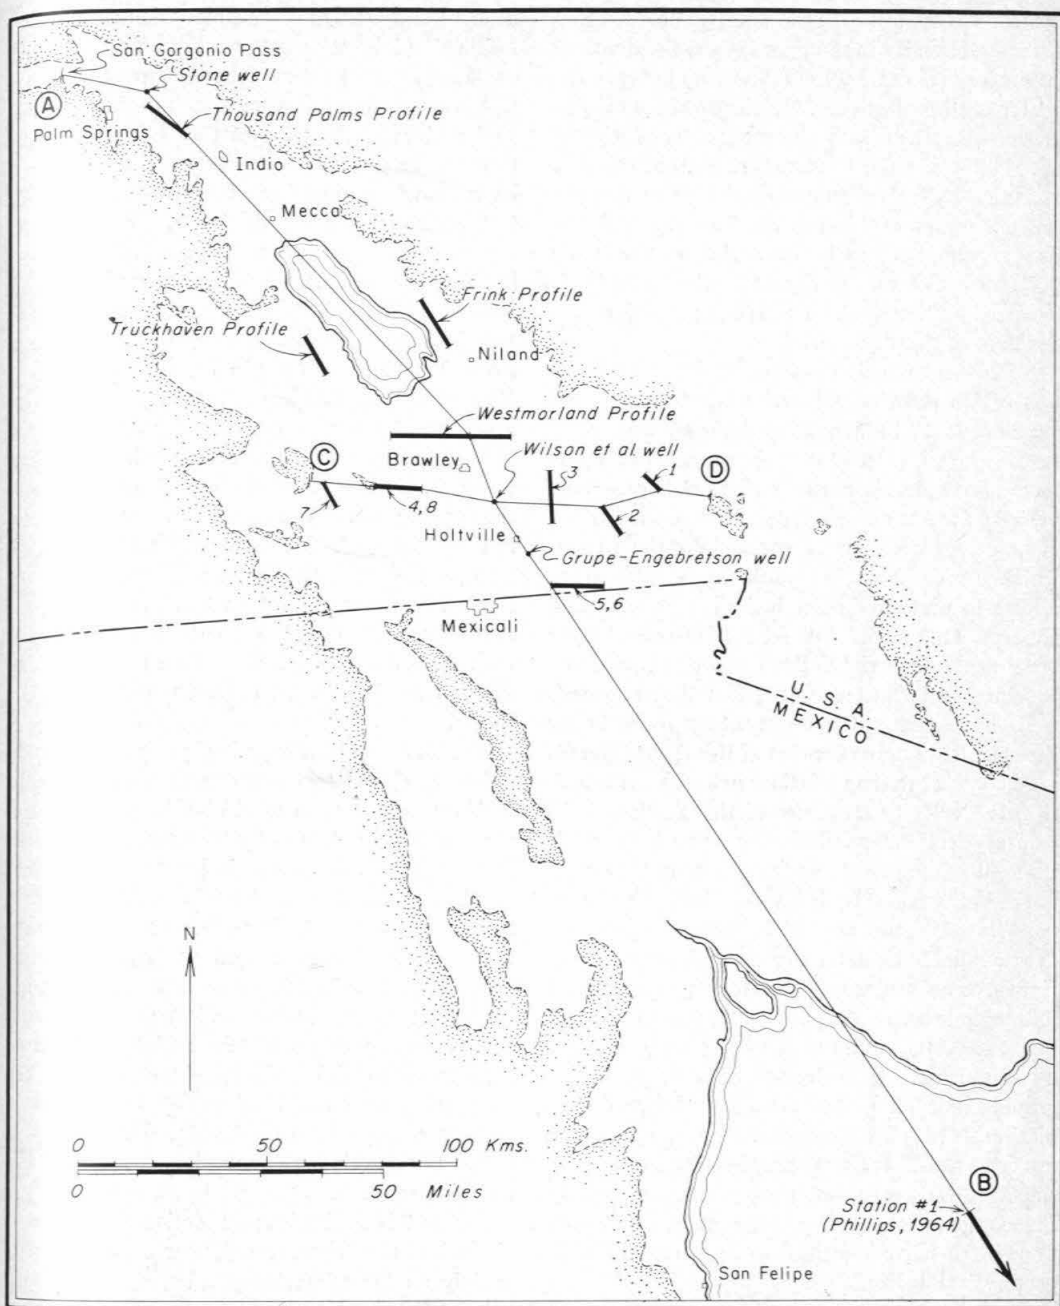 San Gorgonio Pass
Stone well
A
Thousand Palms Profile
Palm Springs
Indio
Mecca
Frink Profile
Truckhaven Profile
Niland
Westmorland Profile
Wilson et al. well
C
Brawley
3
1
D
7
4,8
2
Holtville
Grupe-Engebretson well
5,6
Mexicali
U. S. A.
MEXICO
N
0 50 100 Kms.
0 50 Miles
B
Station #1
(Phillips, 1964)
San Felipe